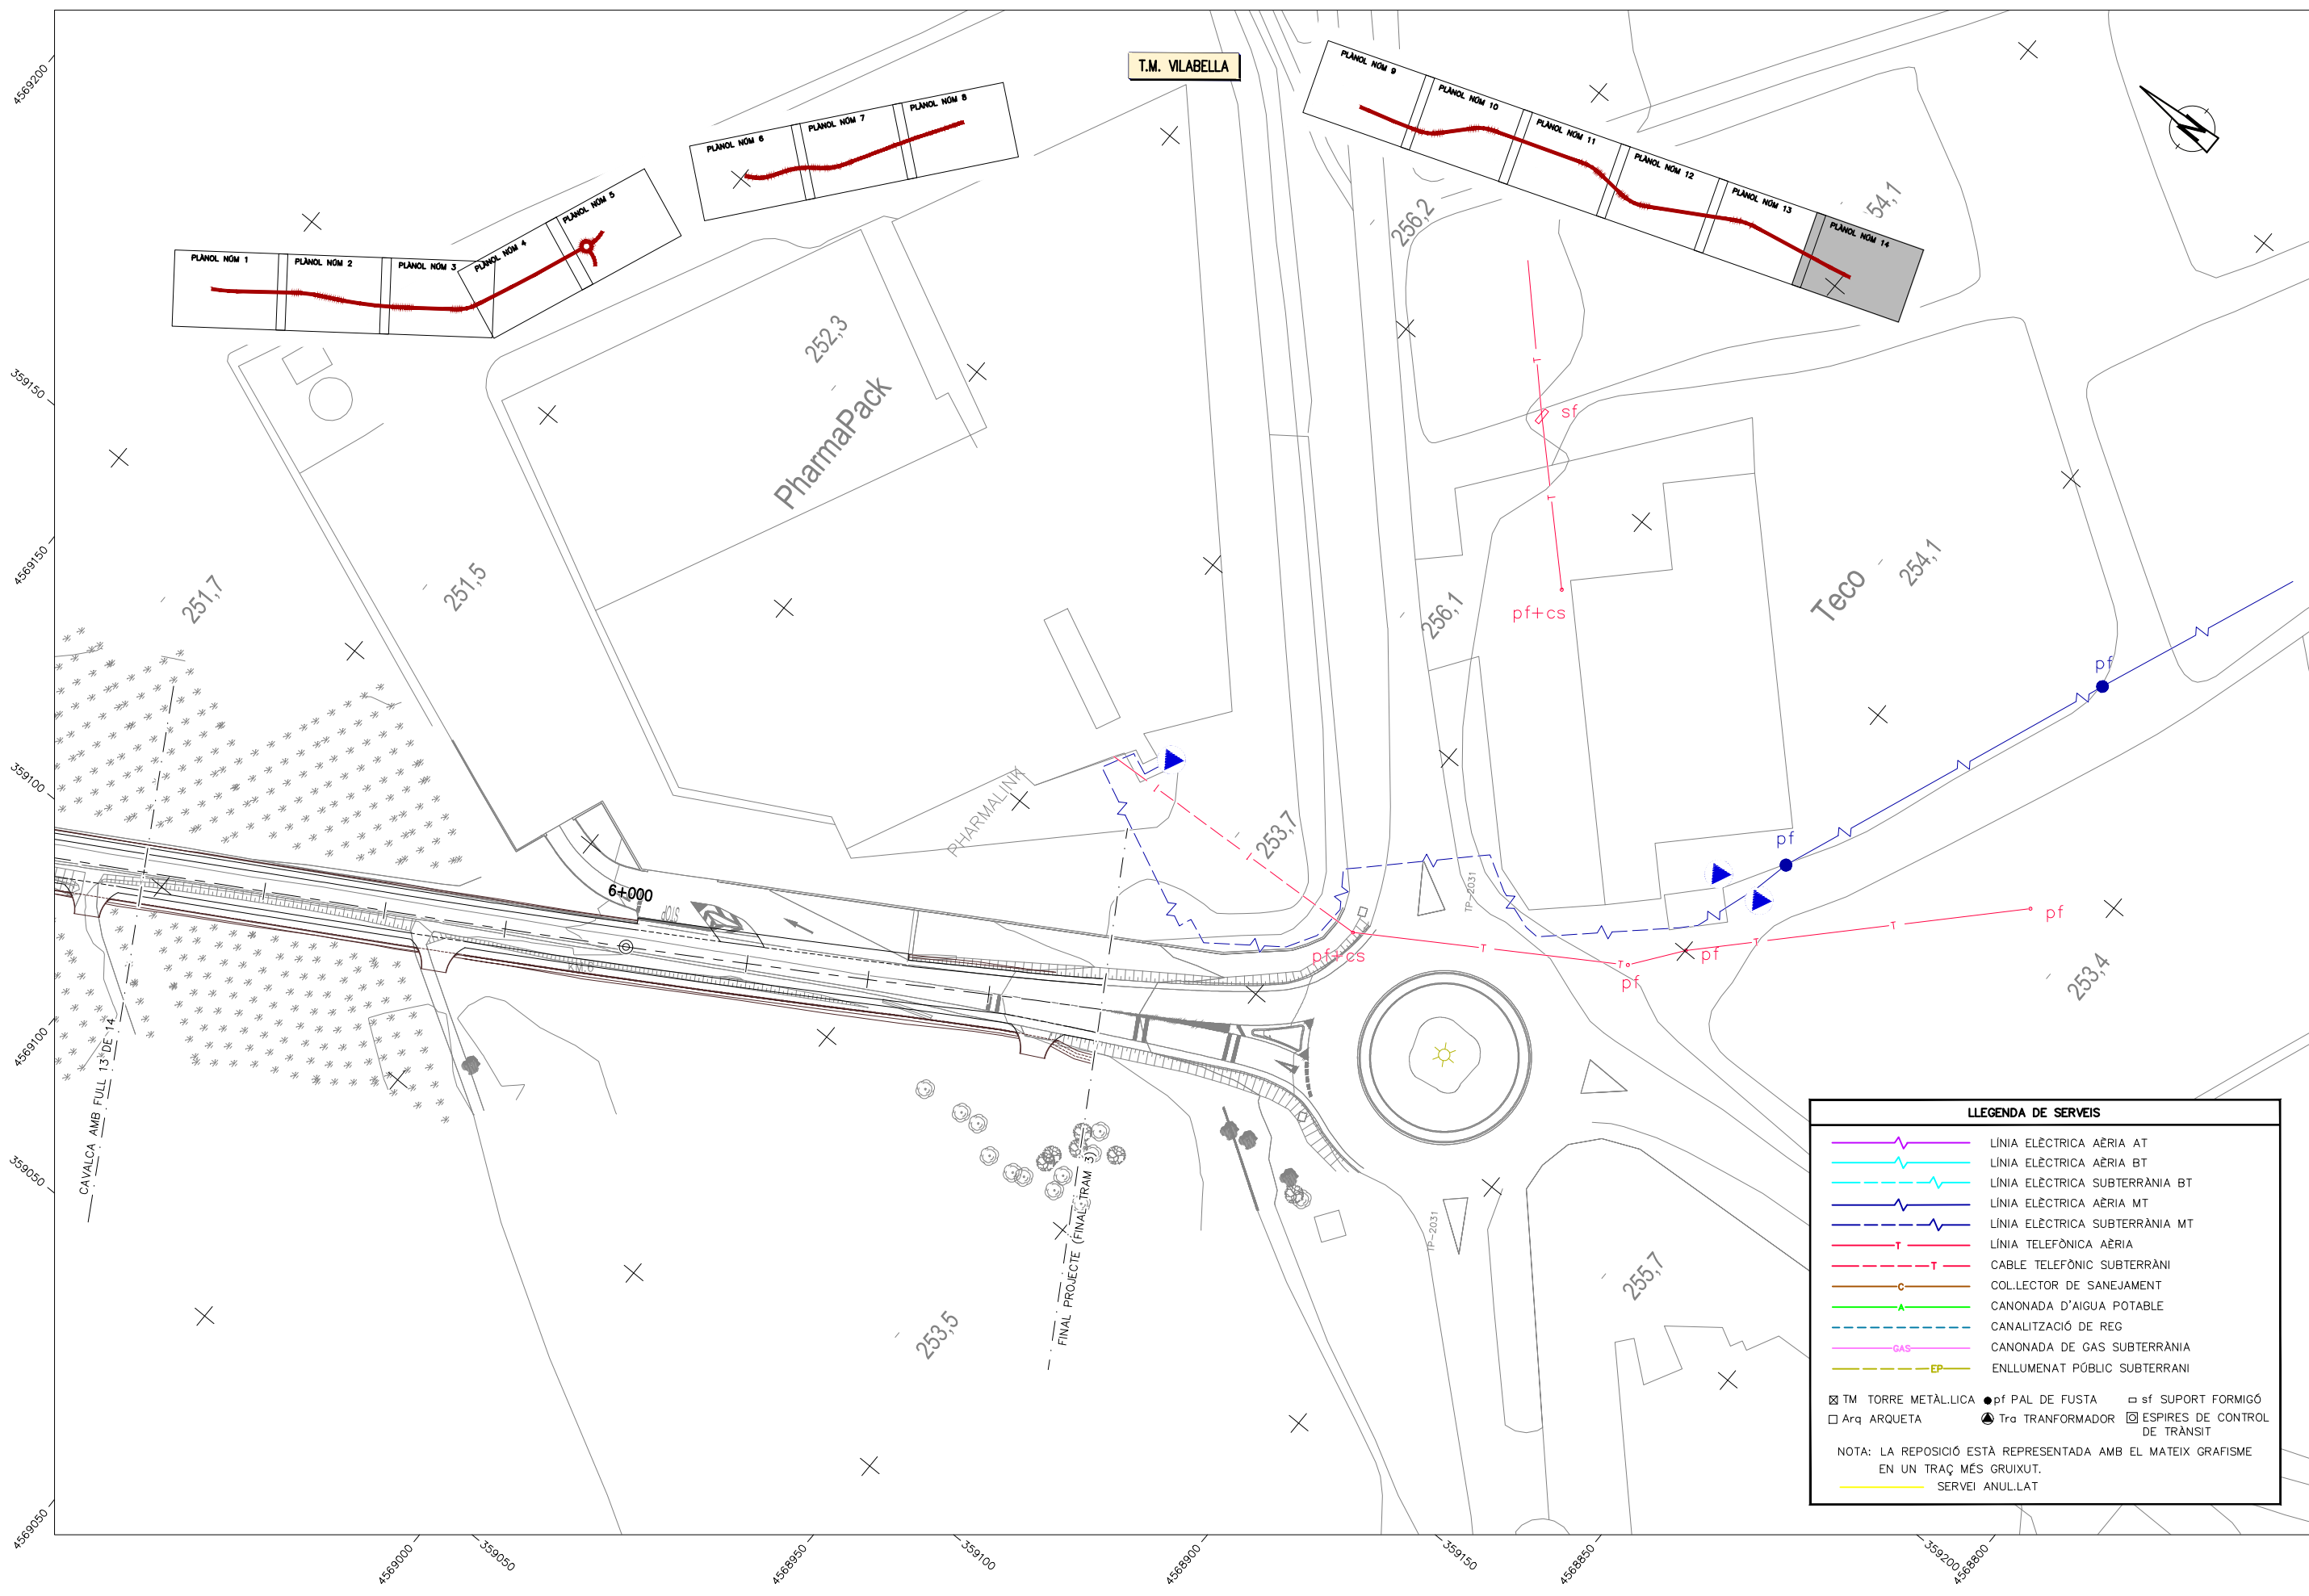 T.M. VILABELLA
PLÀNOL NÚM 1
PLÀNOL NÚM 2
PLÀNOL NÚM 3
PLÀNOL NÚM 4
PLÀNOL NÚM 5
PLÀNOL NÚM 6
PLÀNOL NÚM 7
PLÀNOL NÚM 8
PLÀNOL NÚM 9
PLÀNOL NÚM 10
PLÀNOL NÚM 11
PLÀNOL NÚM 12
PLÀNOL NÚM 13
PLÀNOL NÚM 14
N
4569200
359150
4569150
359100
4569100
359050
4569050
256,2
54,1
252,3
PharmaPack
sf
251,7
251,5
pf+cs
256,1
Teco
254,1
pf
PHARMALINK
253,7
pf
TP-2031
6+000
STOP
KM.6
pf+cs
pf
pf
pf
253,4
CAVALCA AMB FULL 13 DE 14
FINAL PROJECTE (FINAL TRAM 3)
TP-2031
253,5
255,7
LLEGENDA DE SERVEIS
LÍNIA ELÈCTRICA AÈRIA AT
LÍNIA ELÈCTRICA AÈRIA BT
LÍNIA ELÈCTRICA SUBTERRÀNIA BT
LÍNIA ELÈCTRICA AÈRIA MT
LÍNIA ELÈCTRICA SUBTERRÀNIA MT
T LÍNIA TELEFÒNICA AÈRIA
T CABLE TELEFÒNIC SUBTERRÀNI
C COL.LECTOR DE SANEJAMENT
A CANONADA D'AIGUA POTABLE
CANALITZACIÓ DE REG
GAS CANONADA DE GAS SUBTERRÀNIA
EP ENLLUMENAT PÚBLIC SUBTERRANI
TM TORRE METÀL.LICA pf PAL DE FUSTA sf SUPORT FORMIGÓ
Arq ARQUETA Tra TRANFORMADOR ESPIRES DE CONTROL
DE TRÀNSIT
NOTA: LA REPOSICIÓ ESTÀ REPRESENTADA AMB EL MATEIX GRAFISME
EN UN TRAÇ MÉS GRUIXUT.
SERVEI ANUL.LAT
4569000
359050
4568950
359100
4568900
359150
4568850
359200
4568800